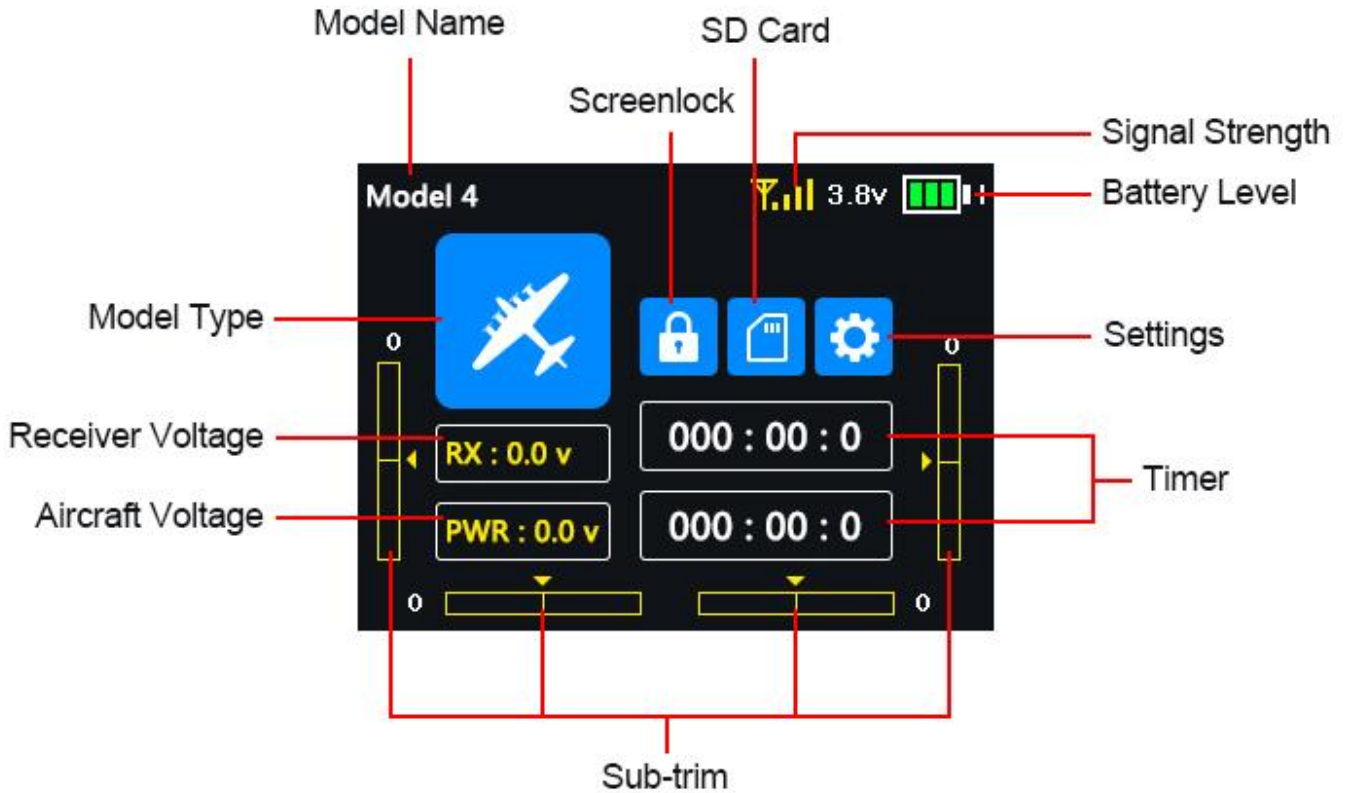 Model Name
SD Card
Screenlock
Signal Strength
Model 4
3.8v
Battery Level
Model Type
Settings
0
0
Receiver Voltage
RX : 0.0 v
000 : 00 : 0
Timer
Aircraft Voltage
PWR : 0.0 v
000 : 00 : 0
0
0
Sub-trim